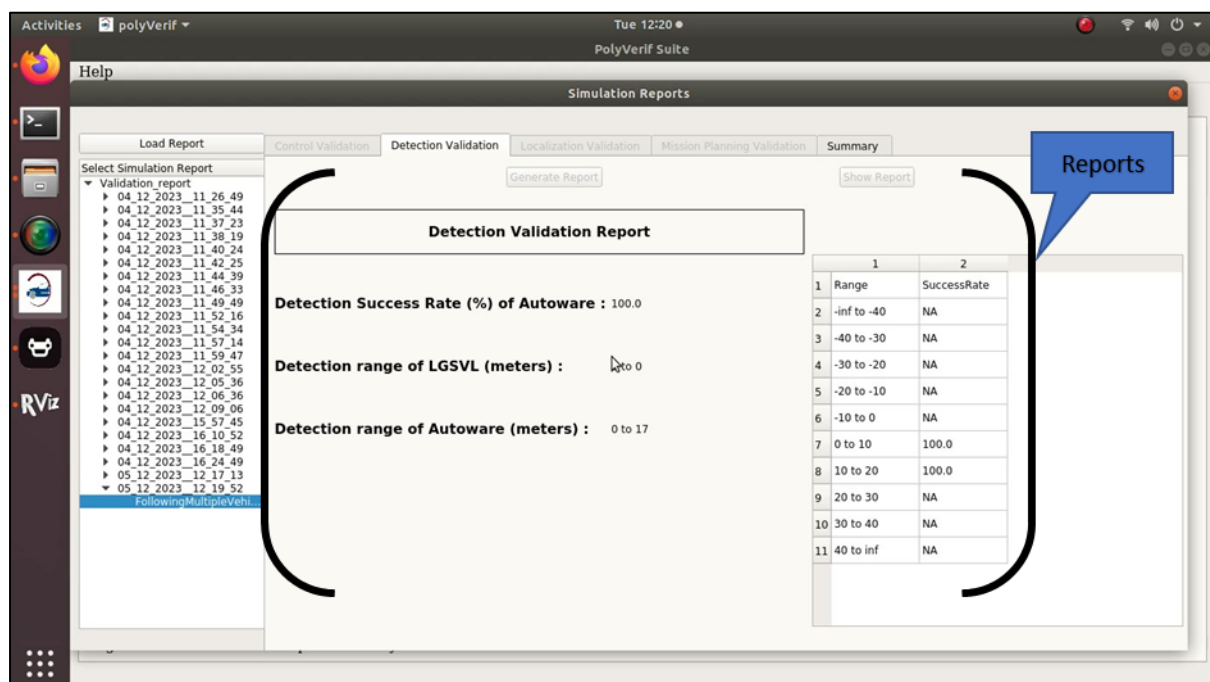 Activities polyVerif Tue 12:20
PolyVerif Suite
Help
Simulation Reports
Load Report
Control Validation Detection Validation Localization Validation Mission Planning Validation Summary
Reports
Select Simulation Report
Generate Report Show Report
Validation_report
04_12_2023__11_26_49
04_12_2023__11_35_44
04_12_2023__11_37_23
04_12_2023__11_38_19
04_12_2023__11_40_24
04_12_2023__11_42_25
04_12_2023__11_44_39
04_12_2023__11_46_33
04_12_2023__11_49_49
04_12_2023__11_52_16
04_12_2023__11_54_34
04_12_2023__11_57_14
04_12_2023__11_59_47
04_12_2023__12_02_55
04_12_2023__12_05_36
04_12_2023__12_06_36
04_12_2023__12_09_06
04_12_2023__15_57_45
04_12_2023__16_10_52
04_12_2023__16_18_49
04_12_2023__16_24_49
05_12_2023__12_17_13
05_12_2023__12_19_52
FollowingMultipleVehi...
Detection Validation Report
Detection Success Rate (%) of Autoware : 100.0
Detection range of LGSVL (meters) : to 0
Detection range of Autoware (meters) : 0 to 17
1 2
1 Range SuccessRate
2 -inf to -40 NA
3 -40 to -30 NA
4 -30 to -20 NA
5 -20 to -10 NA
6 -10 to 0 NA
7 0 to 10 100.0
8 10 to 20 100.0
9 20 to 30 NA
10 30 to 40 NA
11 40 to inf NA
RViz